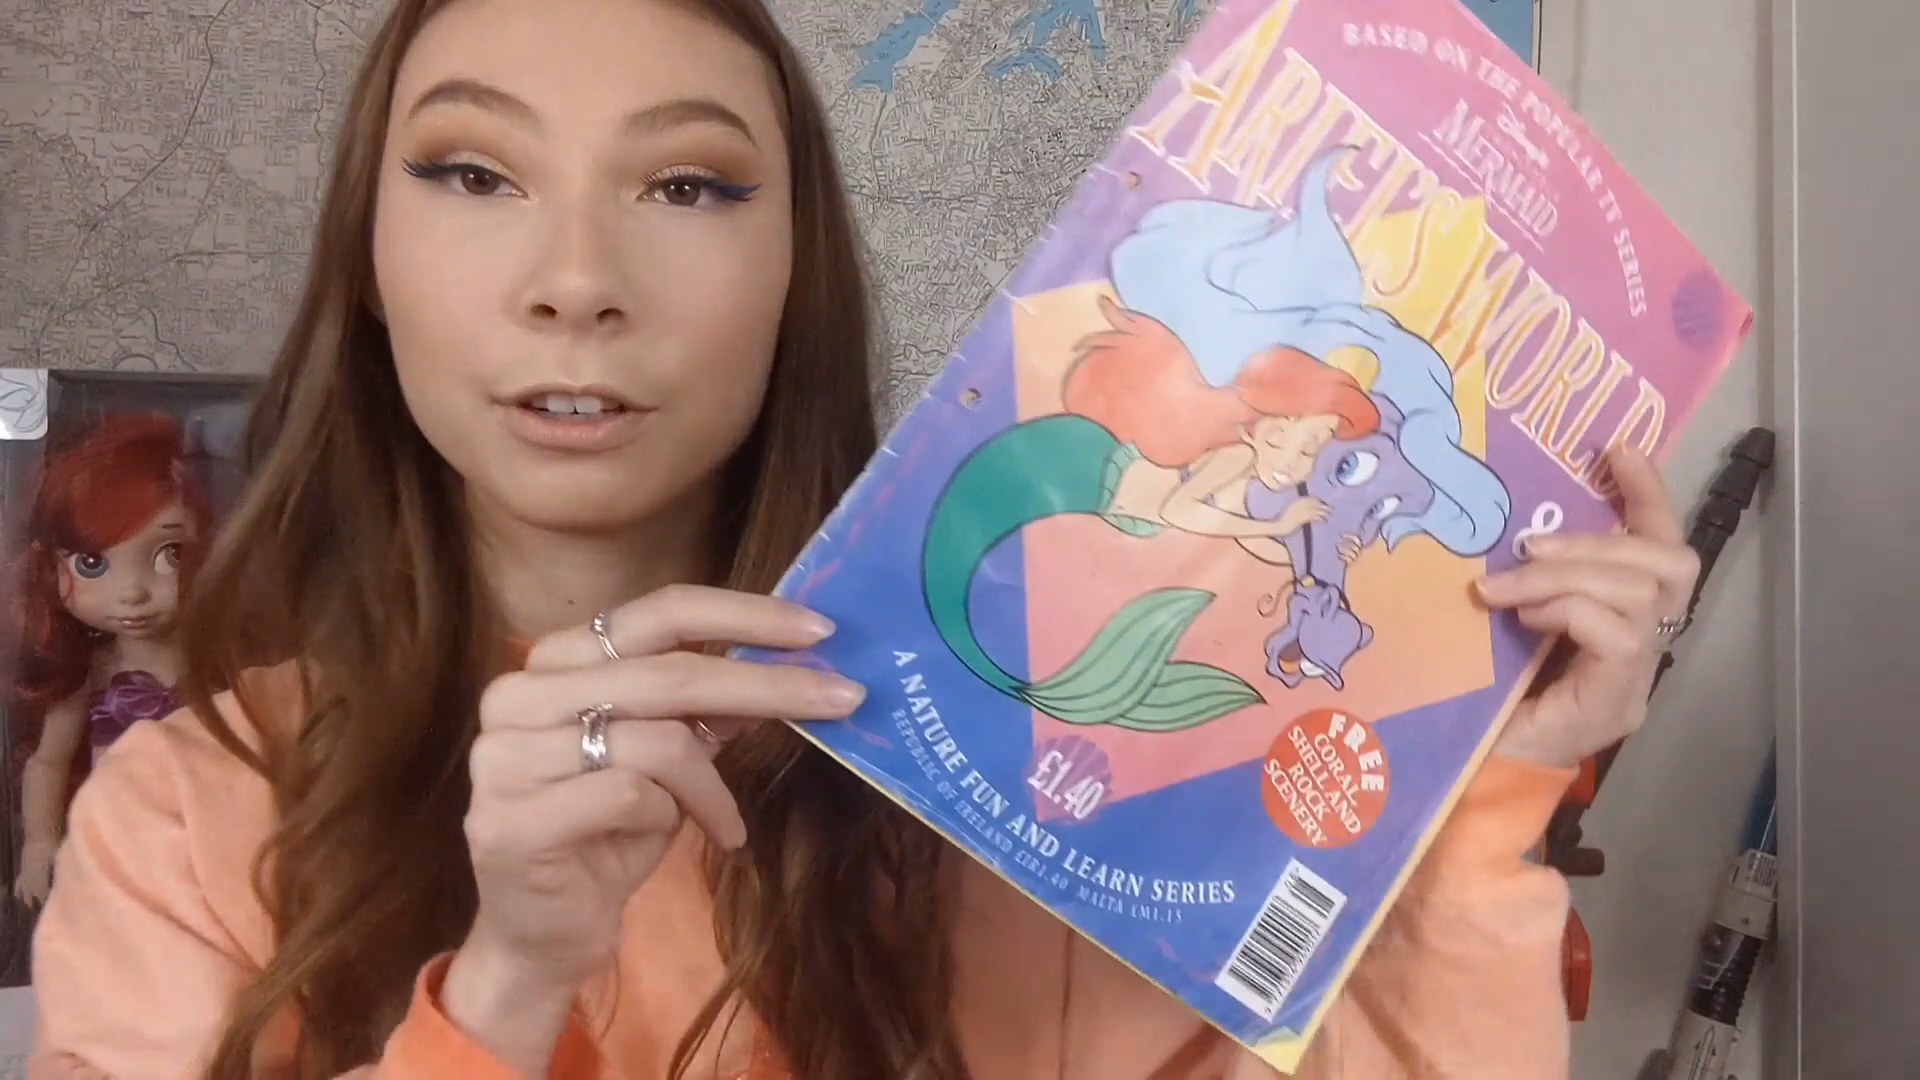 BASED ON THE POPULAR TV SERIES
Disney's
MERMAID
ARIEL'S WORLD
8
FREE
CORAL,
SHELL AND
ROCK
SCENERY
£1.40
A NATURE FUN AND LEARN SERIES
REPUBLIC OF IRELAND £IR1.40 MALTA £M1.15